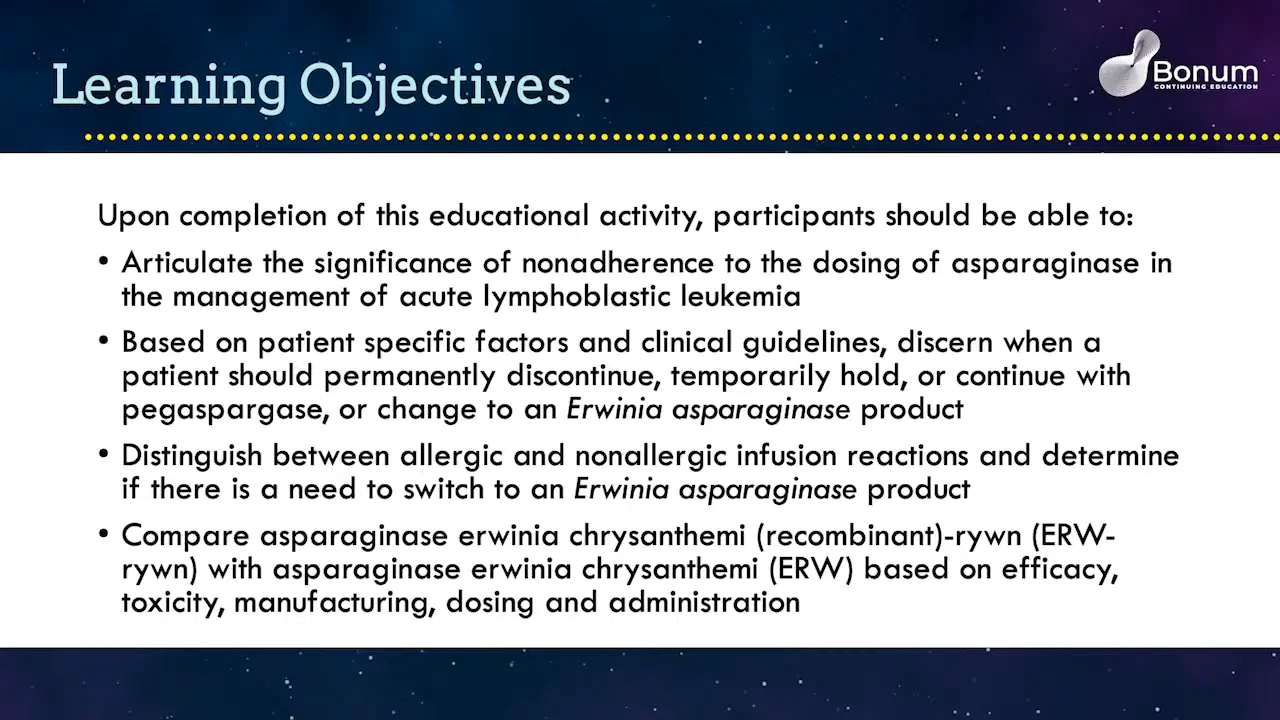 Learning Objectives
Bonum
CONTINUING EDUCATION
Upon completion of this educational activity, participants should be able to:
• Articulate the significance of nonadherence to the dosing of asparaginase in
the management of acute lymphoblastic leukemia
• Based on patient specific factors and clinical guidelines, discern when a
patient should permanently discontinue, temporarily hold, or continue with
pegaspargase, or change to an Erwinia asparaginase product
• Distinguish between allergic and nonallergic infusion reactions and determine
if there is a need to switch to an Erwinia asparaginase product
• Compare asparaginase erwinia chrysanthemi (recombinant)-rywn (ERW-
rywn) with asparaginase erwinia chrysanthemi (ERW) based on efficacy,
toxicity, manufacturing, dosing and administration